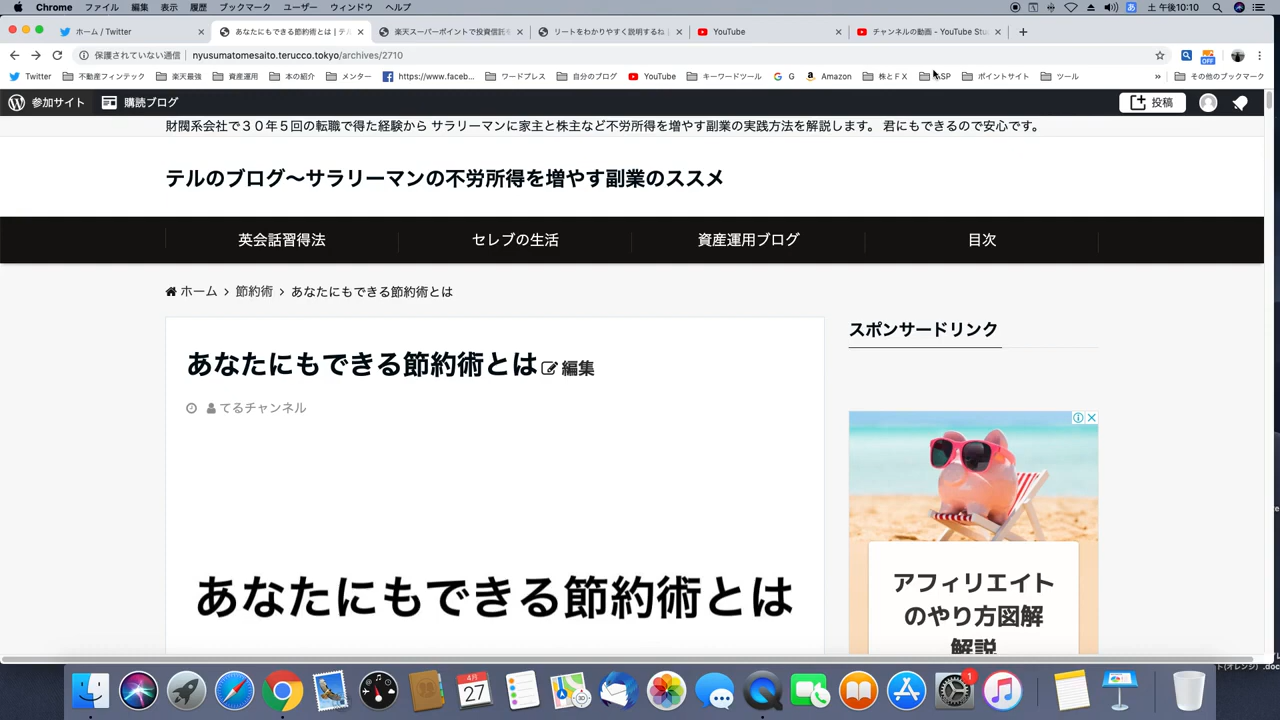 Chrome ファイル 編集 表示 履歴 ブックマーク ユーザー ウィンドウ ヘルプ
あ 土 午後10:10
ホーム / Twitter
あなたにもできる節約術とは | テル
楽天スーパーポイントで投資信託を
リートをわかりやすく説明するね |
YouTube
チャンネルの動画 - YouTube Stu
保護されていない通信 | nyusumatomesaito.terucco.tokyo/archives/2710
OFF
Twitter 不動産フィンテック 楽天最強 資産運用 本の紹介 メンター https://www.faceb... ワードプレス 自分のブログ YouTube キーワードツール G Amazon 株とFX ASP ポイントサイト ツール » その他のブックマーク
参加サイト 購読ブログ 投稿
財閥系会社で３０年５回の転職で得た経験から サラリーマンに家主と株主など不労所得を増やす副業の実践方法を解説します。 君にもできるので安心です。
テルのブログ〜サラリーマンの不労所得を増やす副業のススメ
英会話習得法 セレブの生活 資産運用ブログ 目次
ホーム > 節約術 > あなたにもできる節約術とは
スポンサードリンク
あなたにもできる節約術とは 編集
てるチャンネル
あなたにもできる節約術とは
アフィリエイト
のやり方図解
解説
4月
27
1